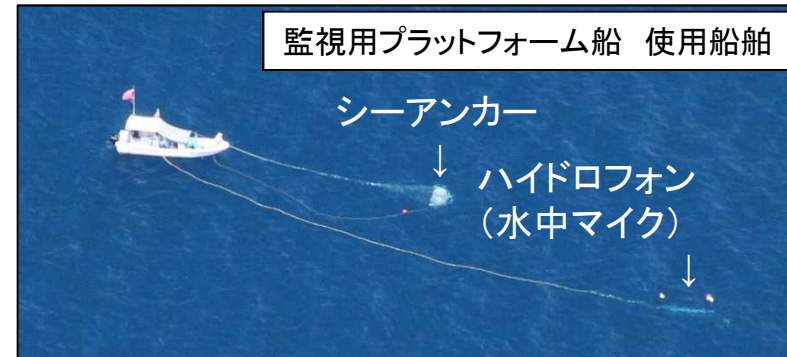 監視用プラットフォーム船　使用船舶
シーアンカー
↓
ハイドロフォン
（水中マイク）
↓